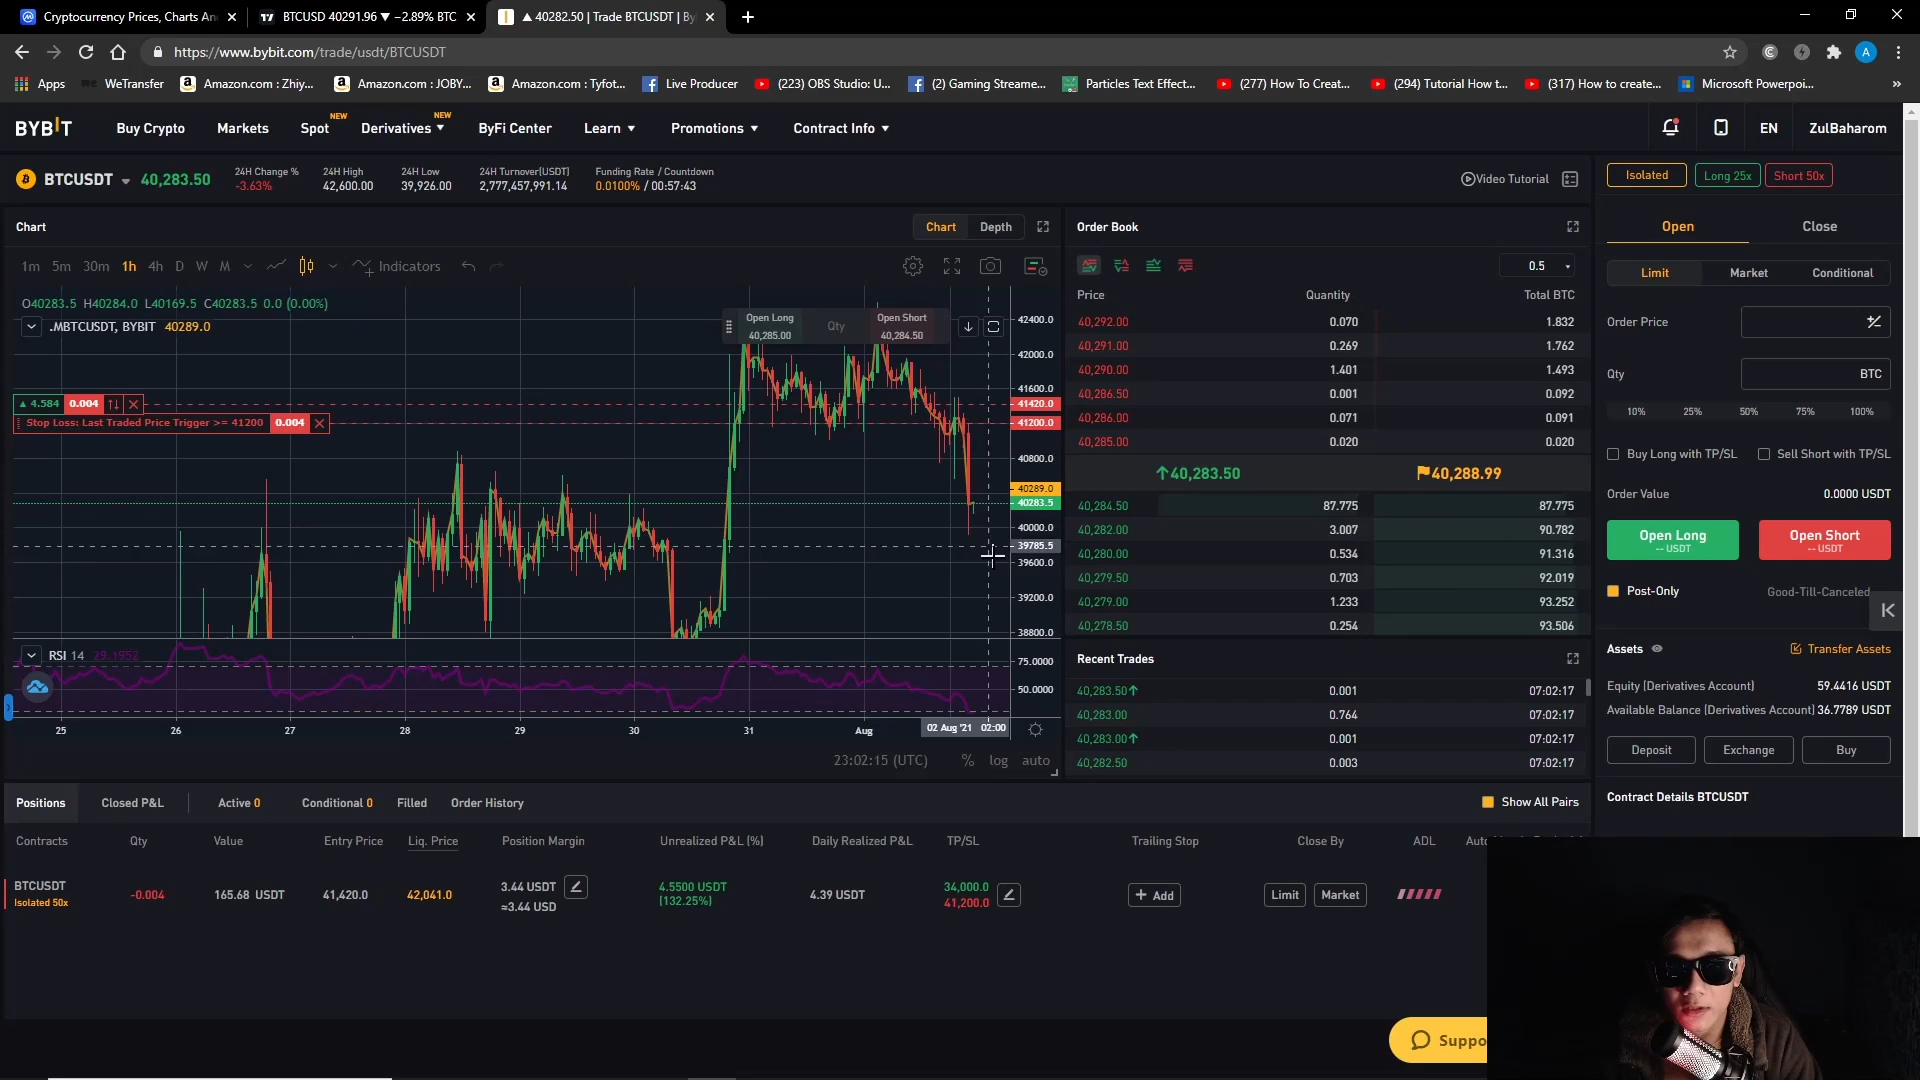 Cryptocurrency Prices, Charts An
BTCUSD 40291.96 ▼ −2.89% BTC
▲ 40282.50 | Trade BTCUSDT | By
https://www.bybit.com/trade/usdt/BTCUSDT
Apps
WeTransfer
Amazon.com : Zhiy...
Amazon.com : JOBY...
Amazon.com : Tyfot...
Live Producer
(223) OBS Studio: U...
(2) Gaming Streame...
Particles Text Effect...
(277) How To Creat...
(294) Tutorial How t...
(317) How to create...
Microsoft Powerpoi...
BYBIT
Buy Crypto
Markets
Spot NEW
Derivatives NEW
ByFi Center
Learn
Promotions
Contract Info
EN
ZulBaharom
BTCUSDT 40,283.50
24H Change %
-3.63%
24H High
42,600.00
24H Low
39,926.00
24H Turnover(USDT)
2,777,457,991.14
Funding Rate / Countdown
0.0100% / 00:57:43
Video Tutorial
Isolated
Long 25x
Short 50x
Chart
Chart
Depth
1m 5m 30m 1h 4h D W M
Indicators
O40283.5 H40284.0 L40169.5 C40283.5 0.0 (0.00%)
.MBTCUSDT, BYBIT 40289.0
Open Long
40,285.00
Qty
Open Short
40,284.50
▲ 4.584 0.004
Stop Loss: Last Traded Price Trigger >= 41200 0.004
42400.0
42000.0
41600.0
41420.0
41200.0
40800.0
40289.0
40283.5
40000.0
39785.5
39600.0
39200.0
38800.0
RSI 14 29.1952
75.0000
50.0000
25 26 27 28 29 30 31 Aug
02 Aug '21 02:00
23:02:15 (UTC) % log auto
Order Book
0.5
Price Quantity Total BTC
40,292.00 0.070 1.832
40,291.00 0.269 1.762
40,290.00 1.401 1.493
40,286.50 0.001 0.092
40,286.00 0.071 0.091
40,285.00 0.020 0.020
40,283.50 40,288.99
40,284.50 87.775 87.775
40,282.00 3.007 90.782
40,280.00 0.534 91.316
40,279.50 0.703 92.019
40,279.00 1.233 93.252
40,278.50 0.254 93.506
Recent Trades
40,283.50 0.001 07:02:17
40,283.00 0.764 07:02:17
40,283.00 0.001 07:02:17
40,282.50 0.003 07:02:17
Open
Close
Limit
Market
Conditional
Order Price
Qty BTC
10% 25% 50% 75% 100%
Buy Long with TP/SL
Sell Short with TP/SL
Order Value 0.0000 USDT
Open Long
-- USDT
Open Short
-- USDT
Post-Only
Good-Till-Canceled
Assets
Transfer Assets
Equity (Derivatives Account) 59.4416 USDT
Available Balance (Derivatives Account) 36.7789 USDT
Deposit
Exchange
Buy
Contract Details BTCUSDT
Positions
Closed P&L
Active 0
Conditional 0
Filled
Order History
Show All Pairs
Contracts Qty Value Entry Price Liq. Price Position Margin Unrealized P&L (%) Daily Realized P&L TP/SL Trailing Stop Close By ADL
BTCUSDT
Isolated 50x
-0.004
165.68 USDT
41,420.0
42,041.0
3.44 USDT
≈3.44 USD
4.5500 USDT
(132.25%)
4.39 USDT
34,000.0
41,200.0
+ Add
Limit
Market
Suppo